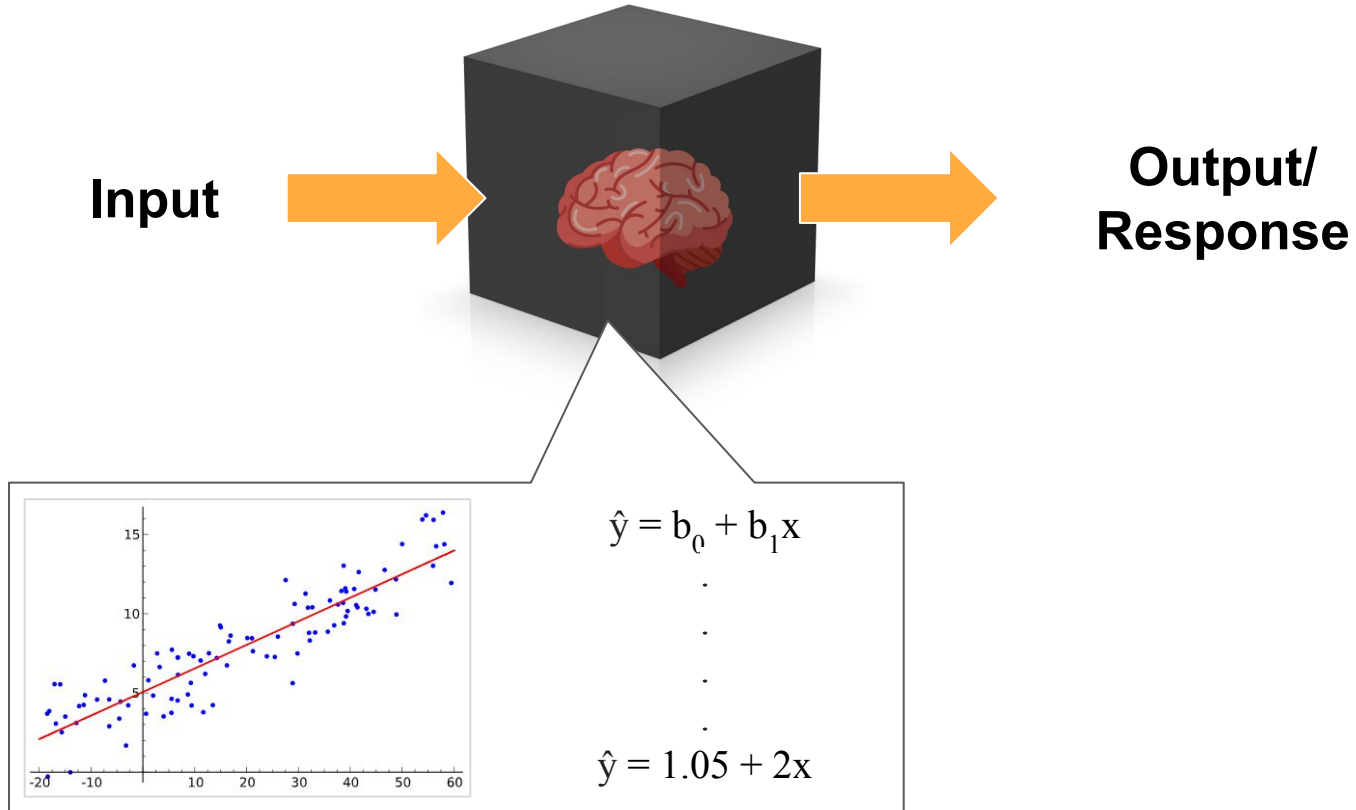 Input
Output/
Response
15
10
5
-20 -10 0 10 20 30 40 50 60
ŷ = b₀ + b₁x
.
.
.
.
ŷ = 1.05 + 2x